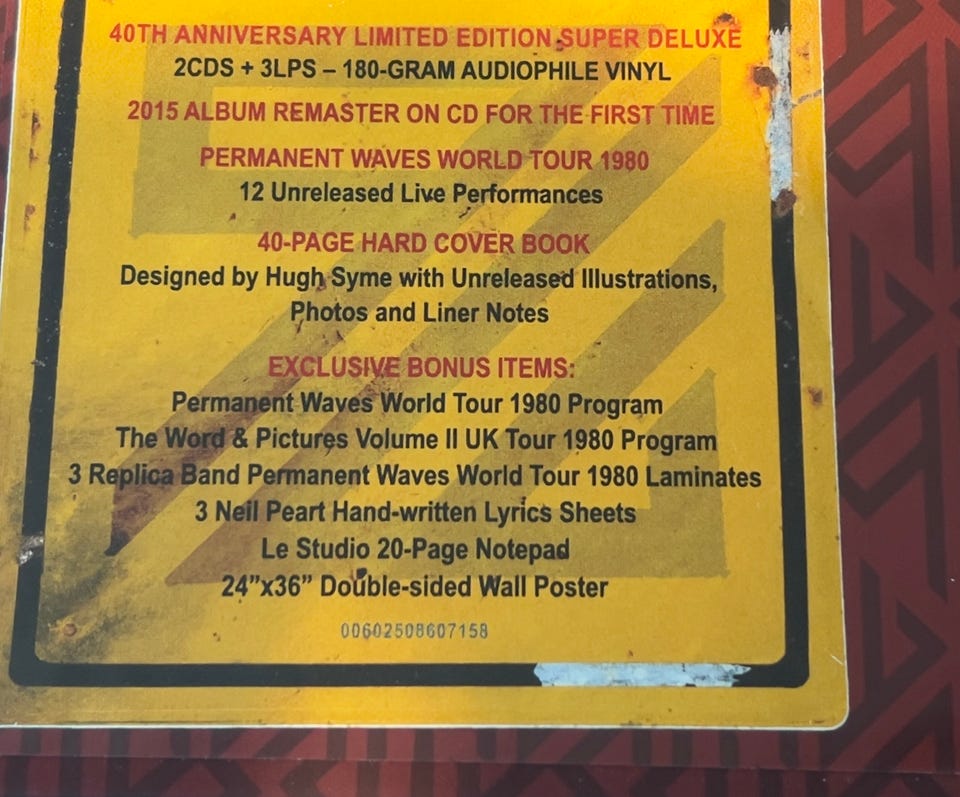 40TH ANNIVERSARY LIMITED EDITION SUPER DELUXE
2CDS + 3LPS – 180-GRAM AUDIOPHILE VINYL
2015 ALBUM REMASTER ON CD FOR THE FIRST TIME
PERMANENT WAVES WORLD TOUR 1980
12 Unreleased Live Performances
40-PAGE HARD COVER BOOK
Designed by Hugh Syme with Unreleased Illustrations,
Photos and Liner Notes
EXCLUSIVE BONUS ITEMS:
Permanent Waves World Tour 1980 Program
The Word & Pictures Volume II UK Tour 1980 Program
3 Replica Band Permanent Waves World Tour 1980 Laminates
3 Neil Peart Hand-written Lyrics Sheets
Le Studio 20-Page Notepad
24”x36” Double-sided Wall Poster
00602508607158